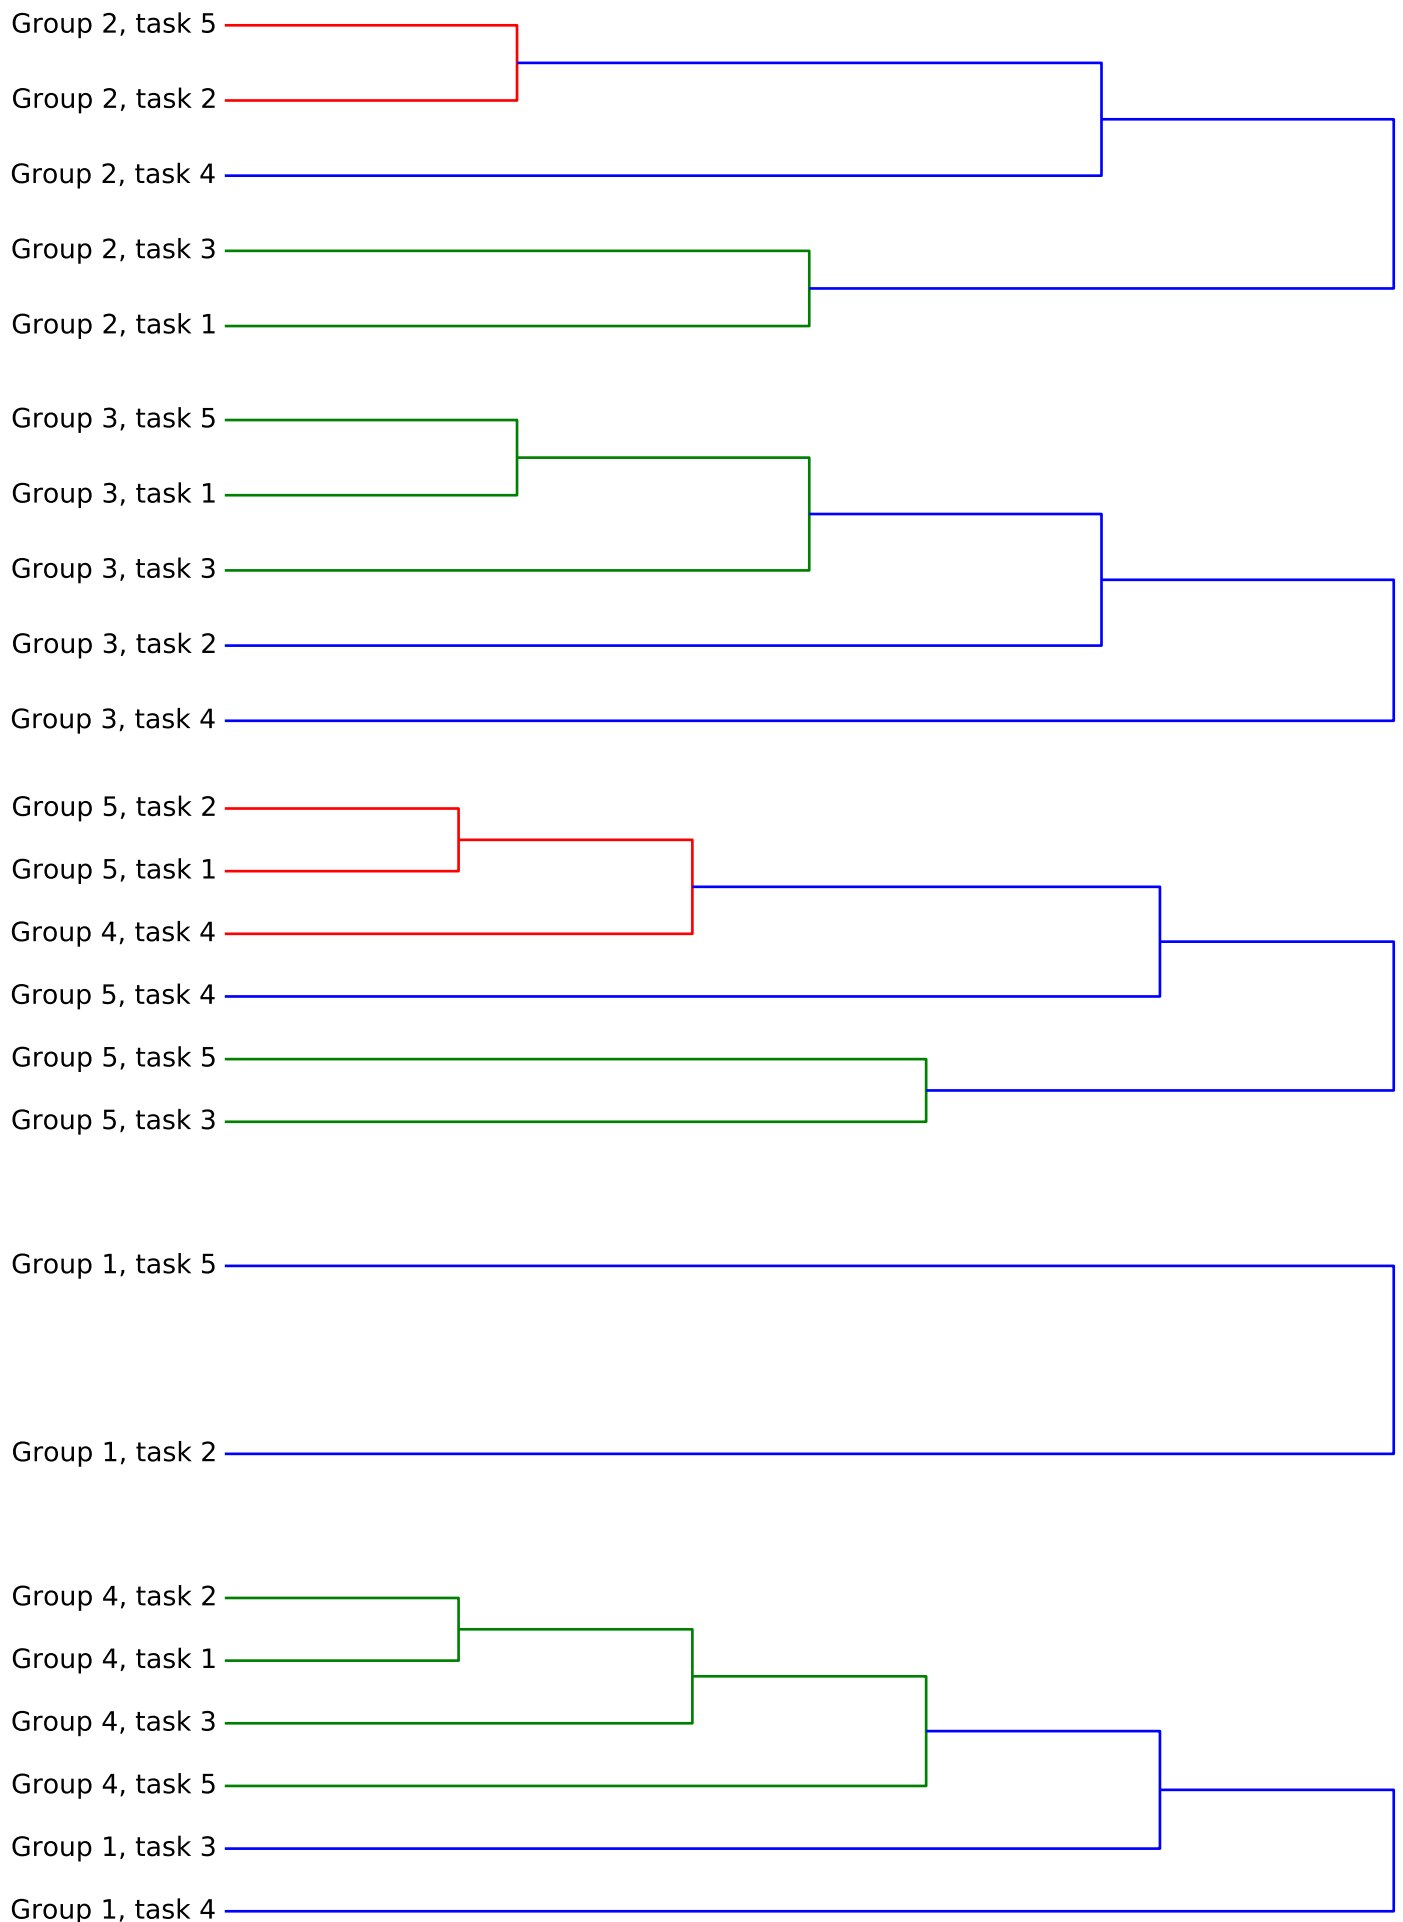 Group 2, task 5
Group 2, task 2
Group 2, task 4
Group 2, task 3
Group 2, task 1
Group 3, task 5
Group 3, task 1
Group 3, task 3
Group 3, task 2
Group 3, task 4
Group 5, task 2
Group 5, task 1
Group 4, task 4
Group 5, task 4
Group 5, task 5
Group 5, task 3
Group 1, task 5
Group 1, task 2
Group 4, task 2
Group 4, task 1
Group 4, task 3
Group 4, task 5
Group 1, task 3
Group 1, task 4